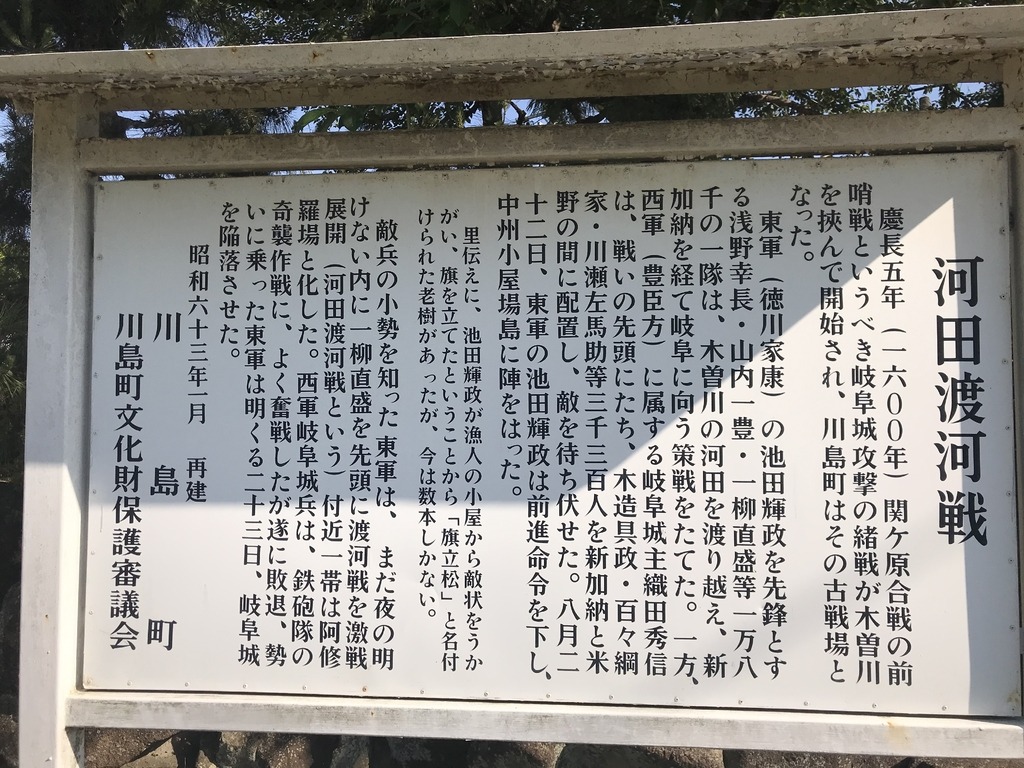 河田渡河戦
慶長五年（一六００年）関ケ原合戦の前
哨戦というべき岐阜城攻撃の緒戦が木曽川
を挾んで開始され、川島町はその古戦場と
なった。
東軍（徳川家康）の池田輝政を先鋒とす
る浅野幸長・山内一豊・一柳直盛等一万八
千の一隊は、木曽川の河田を渡り越え、新
加納を経て岐阜に向う策戦をたてた。一方、
西軍（豊臣方）に属する岐阜城主織田秀信
は、戦いの先頭にたち、木造具政・百々綱
家・川瀬左馬助等三千三百人を新加納と米
野の間に配置し、敵を待ち伏せた。八月二
十二日、東軍の池田輝政は前進命令を下し、
中州小屋場島に陣をはった。
里伝えに、池田輝政が漁人の小屋から敵状をうか
がい、旗を立てたということから「旗立松」と名付
けられた老樹があったが、今は数本しかない。
敵兵の小勢を知った東軍は、まだ夜の明
けない内に一柳直盛を先頭に渡河戦を激戦
展開（河田渡河戦という）付近一帯は阿修
羅場と化した。西軍岐阜城兵は、鉄砲隊の
奇襲作戦に、よく奮戦したが遂に敗退、勢
いに乗った東軍は明くる二十三日、岐阜城
を陥落させた。
昭和六十三年一月　再建
川島町
川島町文化財保護審議会